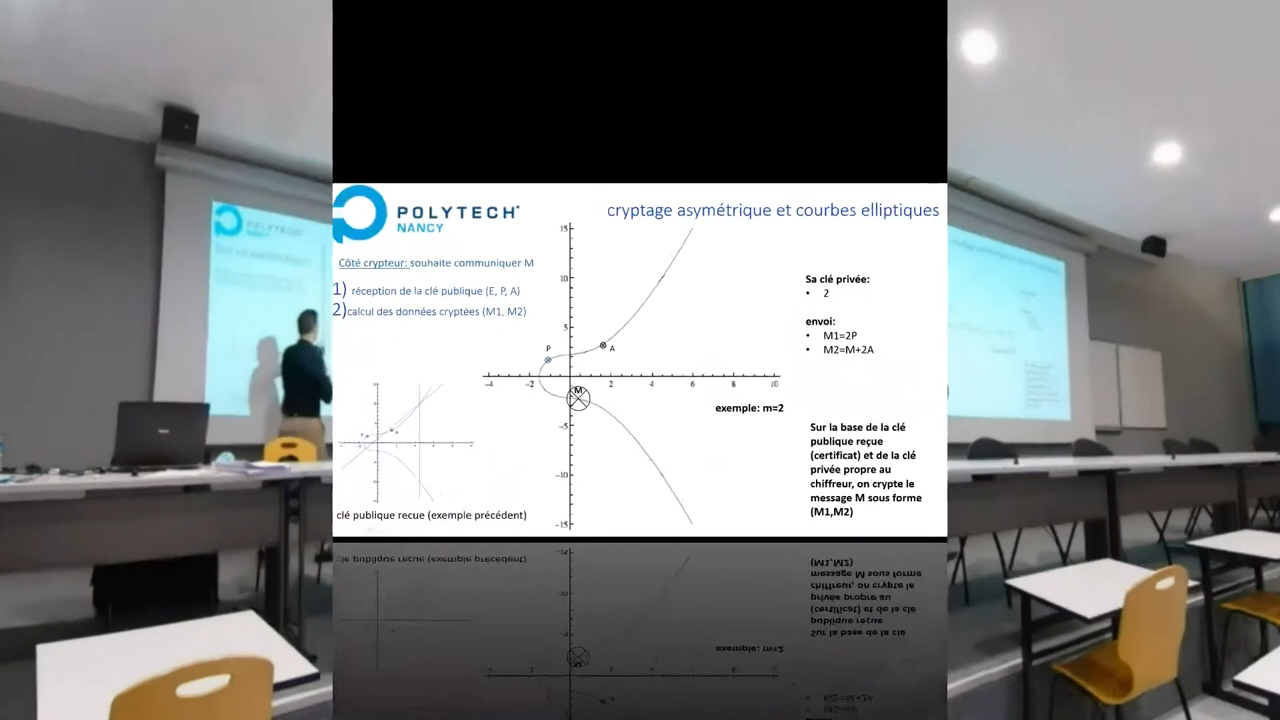 POLYTECH
NANCY
cryptage asymétrique et courbes elliptiques
Côté crypteur: souhaite communiquer M
1) réception de la clé publique (E, P, A)
2) calcul des données cryptées (M1, M2)
15
10
5
P
A
-4
-2
2
4
6
8
10
M
-5
-10
-15
exemple: m=2
Sa clé privée:
• 2
envoi:
• M1=2P
• M2=M+2A
Sur la base de la clé
publique reçue
(certificat) et de la clé
privée propre au
chiffreur, on crypte le
message M sous forme
(M1,M2)
clé publique recue (exemple précédent)
POLYTECH
NANCY